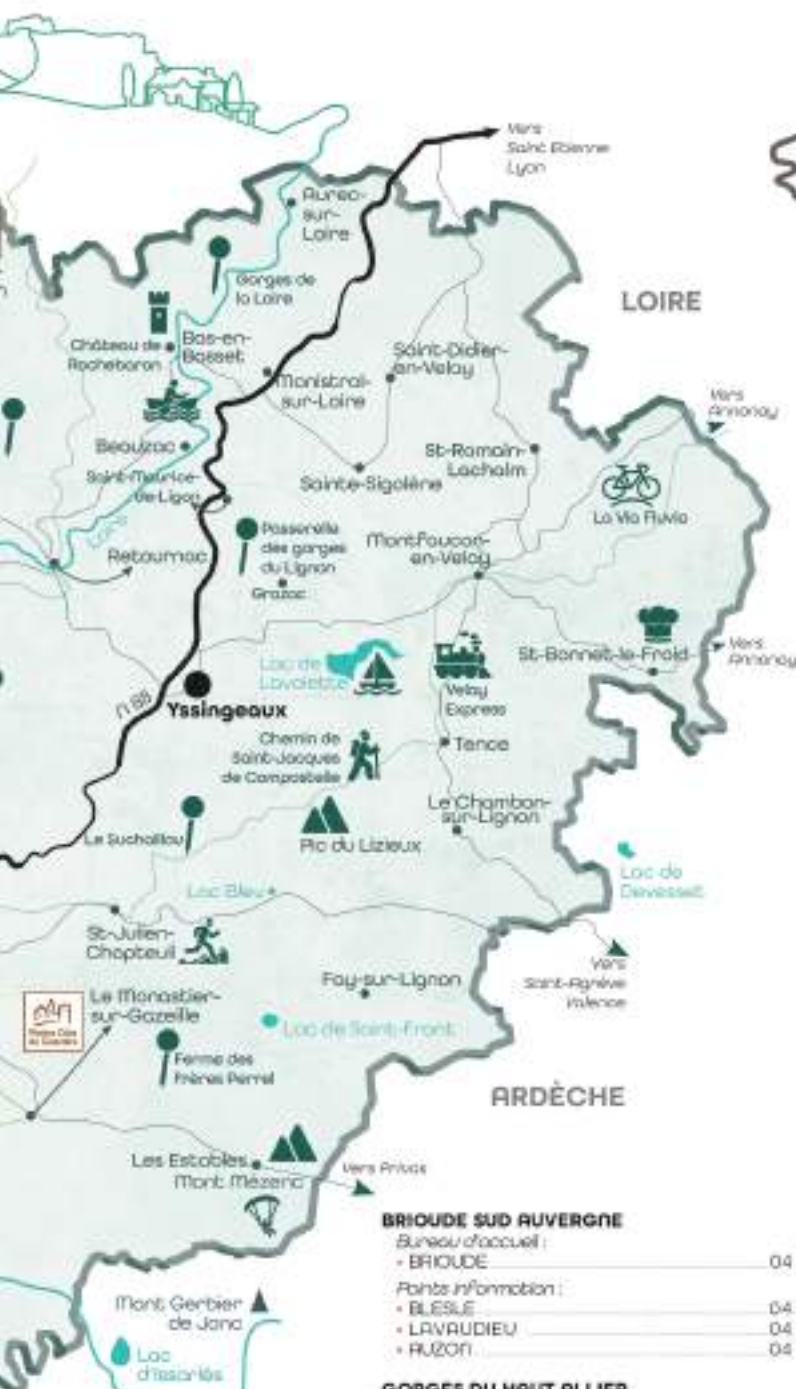 Vers
Saint Etienne
Lyon
Aurec-
sur-
Loire
Gorges de
la Loire
LOIRE
Château de
Rochebaron
Bas-en-
Basset
Saint-Didier-
en-Velay
Monistrol-
sur-Loire
Vers
Annonay
Beauzac
St-Romain-
Lachalm
Saint-Maurice-
de-Lignon
Sainte-Sigolène
La Via Fluvia
Loire
Passerelle
des gorges
du Lignon
Montfaucon-
en-Velay
Retournac
Grazac
Lac de
Lavalette
St-Bonnet-le-Froid
Vers
Annonay
Velay
Express
N 88
Yssingeaux
Chemin de
Saint-Jacques
de Compostelle
Tence
Le Chambon-
sur-Lignon
Le Suchaillou
Pic du Lizieux
Lac de
Devesset
Lac Bleu
St-Julien-
Chapteuil
Vers
Saint-Agrève
Valence
Fay-sur-Lignon
Le Monastier-
sur-Gazeille
Lac de Saint-Front
Ferme des
Frères Perrel
ARDÈCHE
Les Estables
Mont Mézenc
Vers Privas
BRIOUDE SUD AUVERGNE
Bureau d'accueil :
• BRIOUDE 04
Points information :
• BLESLE 04
• LAVAUDIEU 04
• AUZON 04
Mont Gerbier
de Jonc
Lac
d'Issarlès
GORGES DU HAUT ALLIER